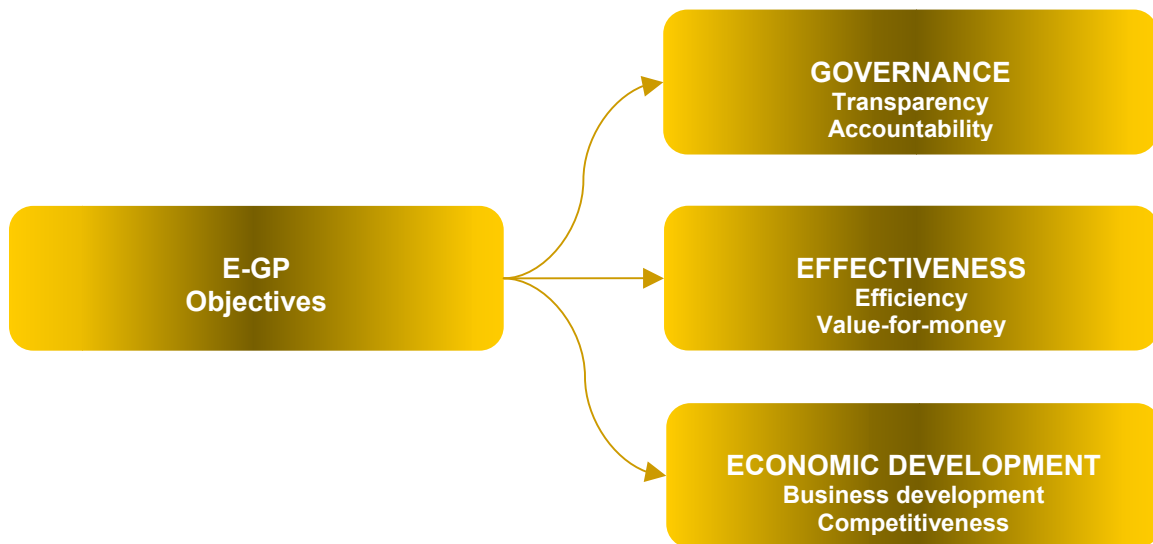 GOVERNANCE
Transparency
Accountability
E-GP
Objectives
EFFECTIVENESS
Efficiency
Value-for-money
ECONOMIC DEVELOPMENT
Business development
Competitiveness